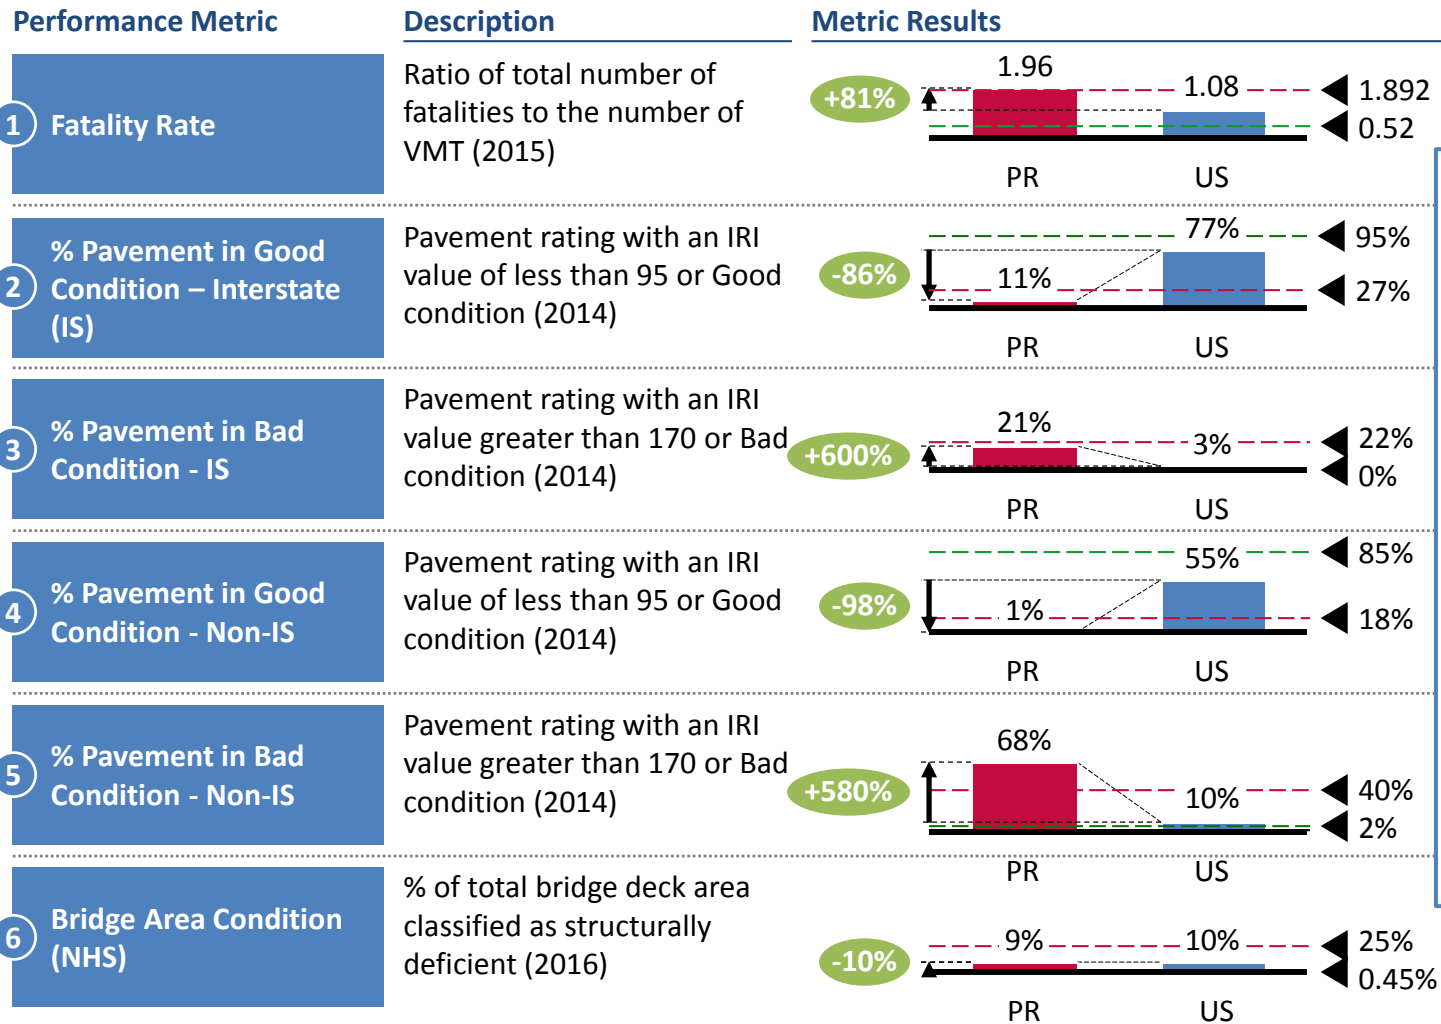 Performance Metric
Description
Metric Results
1
Fatality Rate
Ratio of total number of
fatalities to the number of
VMT (2015)
+81%
1.96
1.08
1.892
0.52
PR
US
2
% Pavement in Good
Condition – Interstate
(IS)
Pavement rating with an IRI
value of less than 95 or Good
condition (2014)
-86%
11%
77%
95%
27%
PR
US
3
% Pavement in Bad
Condition - IS
Pavement rating with an IRI
value greater than 170 or Bad
condition (2014)
+600%
21%
3%
22%
0%
PR
US
4
% Pavement in Good
Condition - Non-IS
Pavement rating with an IRI
value of less than 95 or Good
condition (2014)
-98%
1%
55%
85%
18%
PR
US
5
% Pavement in Bad
Condition - Non-IS
Pavement rating with an IRI
value greater than 170 or Bad
condition (2014)
+580%
68%
10%
40%
2%
PR
US
6
Bridge Area Condition
(NHS)
% of total bridge deck area
classified as structurally
deficient (2016)
-10%
9%
10%
25%
0.45%
PR
US